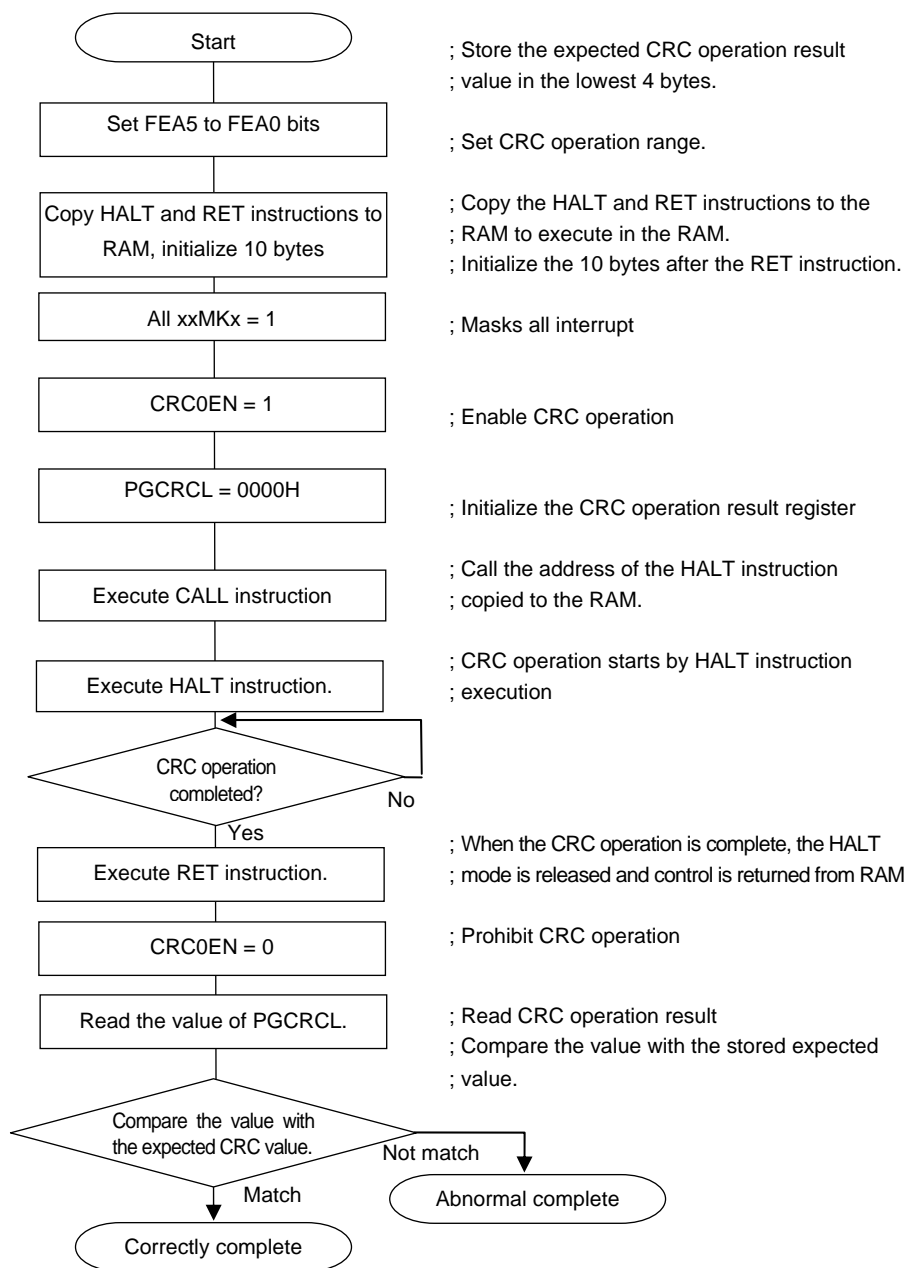 Start
; Store the expected CRC operation result
; value in the lowest 4 bytes.
Set FEA5 to FEA0 bits
; Set CRC operation range.
Copy HALT and RET instructions to
RAM, initialize 10 bytes
; Copy the HALT and RET instructions to the
; RAM to execute in the RAM.
; Initialize the 10 bytes after the RET instruction.
All xxMKx = 1
; Masks all interrupt
CRC0EN = 1
; Enable CRC operation
PGCRCL = 0000H
; Initialize the CRC operation result register
Execute CALL instruction
; Call the address of the HALT instruction
; copied to the RAM.
Execute HALT instruction.
; CRC operation starts by HALT instruction
; execution
CRC operation
completed?
No
Yes
Execute RET instruction.
; When the CRC operation is complete, the HALT
; mode is released and control is returned from RAM
CRC0EN = 0
; Prohibit CRC operation
Read the value of PGCRCL.
; Read CRC operation result
; Compare the value with the stored expected
; value.
Compare the value with
the expected CRC value.
Not match
Match
Abnormal complete
Correctly complete